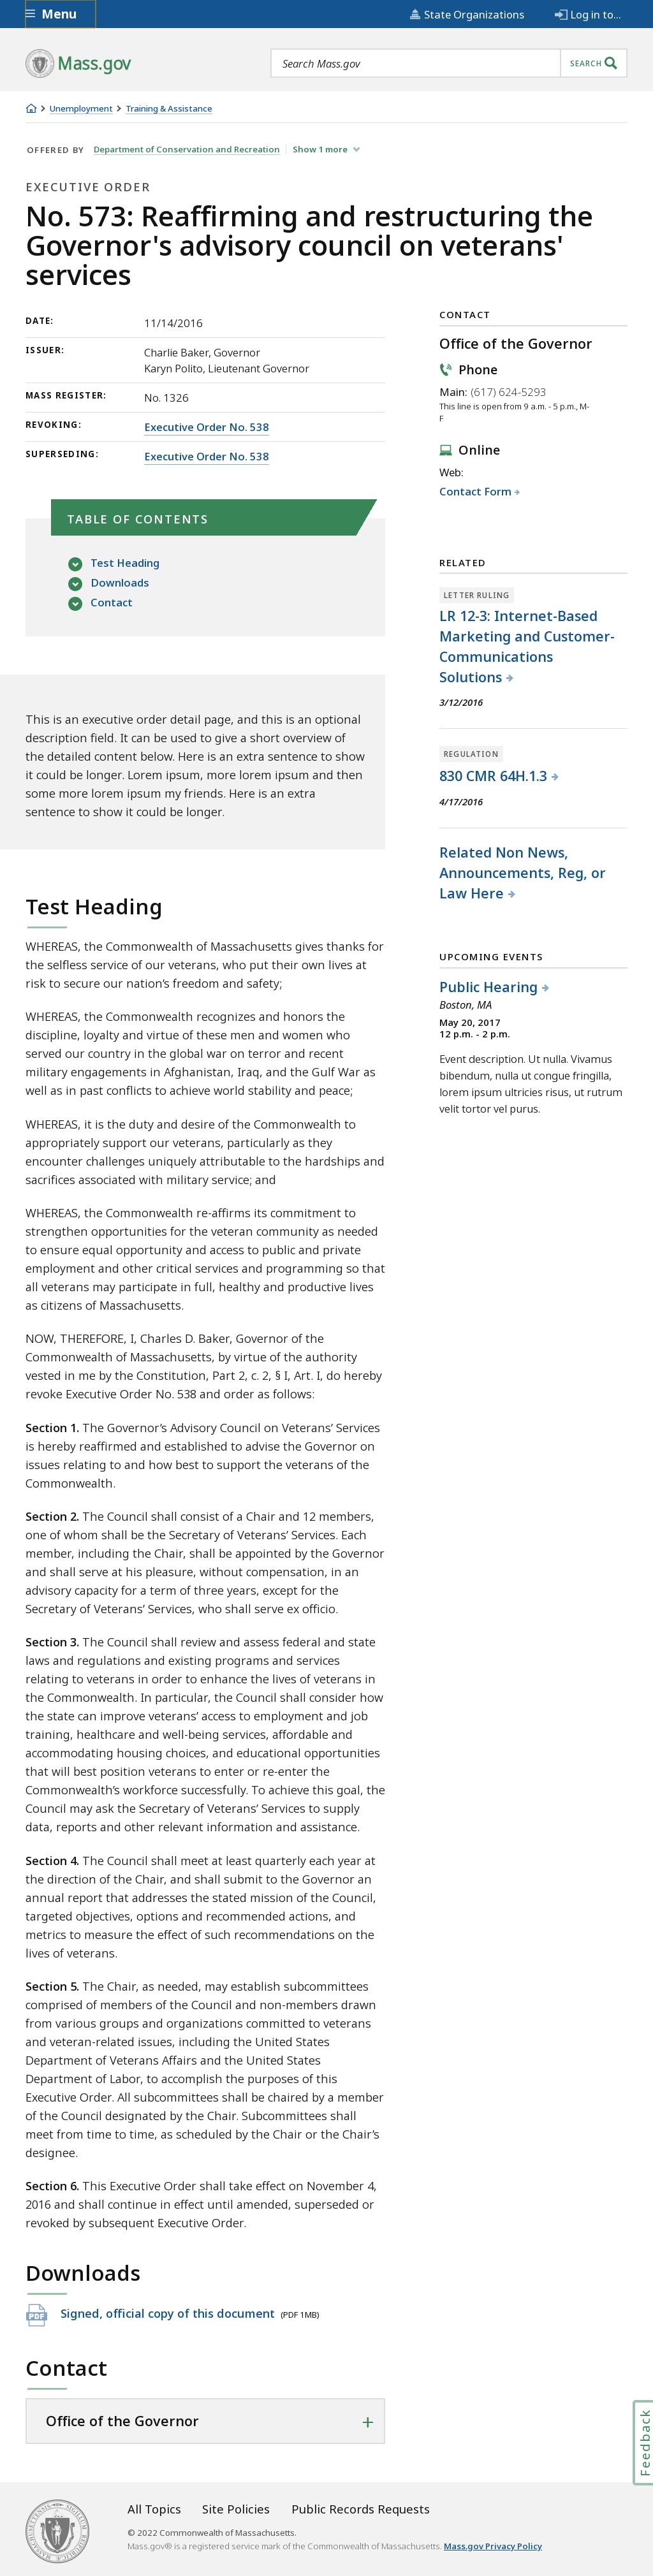 Menu
State Organizations
Log in to...
Mass.gov
Search Mass.gov
SEARCH
Unemployment
Training & Assistance
OFFERED BY
Department of Conservation and Recreation
Show 1 more
EXECUTIVE ORDER
No. 573: Reaffirming and restructuring the
Governor's advisory council on veterans'
services
DATE:
11/14/2016
ISSUER:
Charlie Baker, Governor
Karyn Polito, Lieutenant Governor
MASS REGISTER:
No. 1326
REVOKING:
Executive Order No. 538
SUPERSEDING:
Executive Order No. 538
TABLE OF CONTENTS
Test Heading
Downloads
Contact
This is an executive order detail page, and this is an optional
description field. It can be used to give a short overview of
the detailed content below. Here is an extra sentence to show
it could be longer. Lorem ipsum, more lorem ipsum and then
some more lorem ipsum my friends. Here is an extra
sentence to show it could be longer.
Test Heading
WHEREAS, the Commonwealth of Massachusetts gives thanks for
the selfless service of our veterans, who put their own lives at
risk to secure our nation’s freedom and safety;
WHEREAS, the Commonwealth recognizes and honors the
discipline, loyalty and virtue of these men and women who
served our country in the global war on terror and recent
military engagements in Afghanistan, Iraq, and the Gulf War as
well as in past conflicts to achieve world stability and peace;
WHEREAS, it is the duty and desire of the Commonwealth to
appropriately support our veterans, particularly as they
encounter challenges uniquely attributable to the hardships and
sacrifices associated with military service; and
WHEREAS, the Commonwealth re-affirms its commitment to
strengthen opportunities for the veteran community as needed
to ensure equal opportunity and access to public and private
employment and other critical services and programming so that
all veterans may participate in full, healthy and productive lives
as citizens of Massachusetts.
NOW, THEREFORE, I, Charles D. Baker, Governor of the
Commonwealth of Massachusetts, by virtue of the authority
vested in me by the Constitution, Part 2, c. 2, § I, Art. I, do hereby
revoke Executive Order No. 538 and order as follows:
Section 1. The Governor’s Advisory Council on Veterans’ Services
is hereby reaffirmed and established to advise the Governor on
issues relating to and how best to support the veterans of the
Commonwealth.
Section 2. The Council shall consist of a Chair and 12 members,
one of whom shall be the Secretary of Veterans’ Services. Each
member, including the Chair, shall be appointed by the Governor
and shall serve at his pleasure, without compensation, in an
advisory capacity for a term of three years, except for the
Secretary of Veterans’ Services, who shall serve ex officio.
Section 3. The Council shall review and assess federal and state
laws and regulations and existing programs and services
relating to veterans in order to enhance the lives of veterans in
the Commonwealth. In particular, the Council shall consider how
the state can improve veterans’ access to employment and job
training, healthcare and well-being services, affordable and
accommodating housing choices, and educational opportunities
that will best position veterans to enter or re-enter the
Commonwealth’s workforce successfully. To achieve this goal, the
Council may ask the Secretary of Veterans’ Services to supply
data, reports and other relevant information and assistance.
Section 4. The Council shall meet at least quarterly each year at
the direction of the Chair, and shall submit to the Governor an
annual report that addresses the stated mission of the Council,
targeted objectives, options and recommended actions, and
metrics to measure the effect of such recommendations on the
lives of veterans.
Section 5. The Chair, as needed, may establish subcommittees
comprised of members of the Council and non-members drawn
from various groups and organizations committed to veterans
and veteran-related issues, including the United States
Department of Veterans Affairs and the United States
Department of Labor, to accomplish the purposes of this
Executive Order. All subcommittees shall be chaired by a member
of the Council designated by the Chair. Subcommittees shall
meet from time to time, as scheduled by the Chair or the Chair’s
designee.
Section 6. This Executive Order shall take effect on November 4,
2016 and shall continue in effect until amended, superseded or
revoked by subsequent Executive Order.
Downloads
PDF
Signed, official copy of this document (PDF 1MB)
Contact
Office of the Governor
CONTACT
Office of the Governor
Phone
Main: (617) 624-5293
This line is open from 9 a.m. - 5 p.m., M-
F
Online
Web:
Contact Form
RELATED
LETTER RULING
LR 12-3: Internet-Based
Marketing and Customer-
Communications
Solutions
3/12/2016
REGULATION
830 CMR 64H.1.3
4/17/2016
Related Non News,
Announcements, Reg, or
Law Here
UPCOMING EVENTS
Public Hearing
Boston, MA
May 20, 2017
12 p.m. - 2 p.m.
Event description. Ut nulla. Vivamus
bibendum, nulla ut congue fringilla,
lorem ipsum ultricies risus, ut rutrum
velit tortor vel purus.
Feedback
All Topics
Site Policies
Public Records Requests
© 2022 Commonwealth of Massachusetts.
Mass.gov® is a registered service mark of the Commonwealth of Massachusetts. Mass.gov Privacy Policy